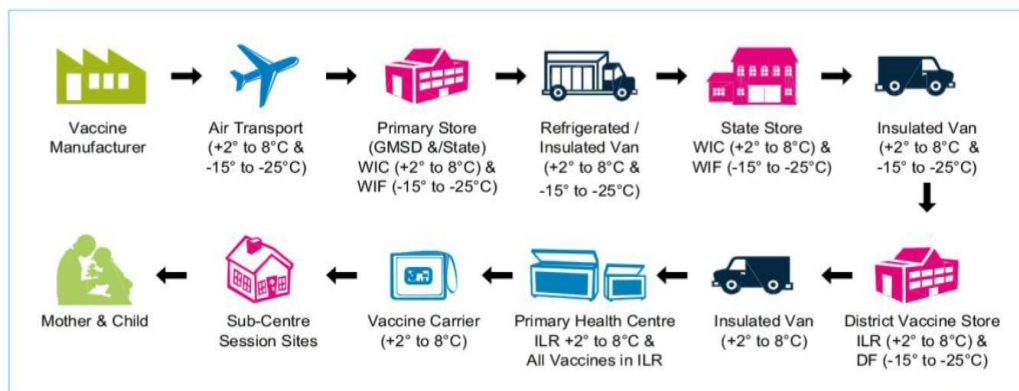 Vaccine
Manufacturer
Air Transport
(+2° to 8°C &
-15° to -25°C)
Primary Store
(GMSD &/State)
WIC (+2° to 8°C) &
WIF (-15° to -25°C)
Refrigerated /
Insulated Van
(+2° to 8°C &
-15° to -25°C)
State Store
WIC (+2° to 8°C) &
WIF (-15° to -25°C)
Insulated Van
(+2° to 8°C &
-15° to -25°C)
Mother & Child
Sub-Centre
Session Sites
Vaccine Carrier
(+2° to 8°C)
Primary Health Centre
ILR +2° to 8°C &
All Vaccines in ILR
Insulated Van
(+2° to 8°C)
District Vaccine Store
ILR (+2° to 8°C) &
DF (-15° to -25°C)